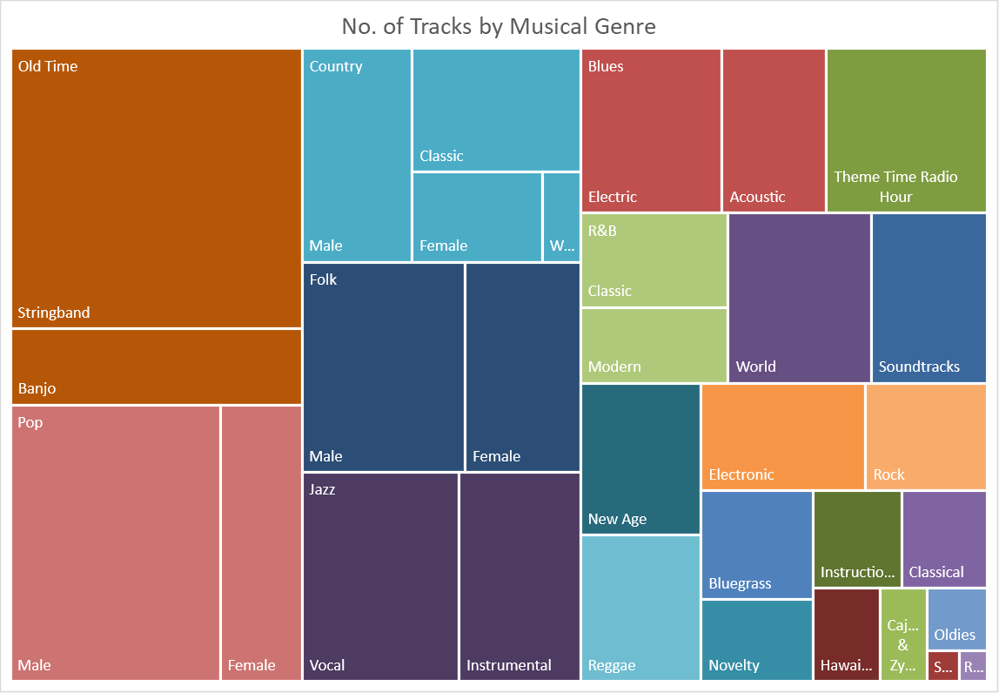 No. of Tracks by Musical Genre
Old Time
Stringband
Banjo
Pop
Male
Female
Country
Male
Classic
Female
W...
Folk
Male
Female
Jazz
Vocal
Instrumental
Blues
Electric
Acoustic
Theme Time Radio
Hour
R&B
Classic
Modern
World
Soundtracks
New Age
Reggae
Electronic
Rock
Bluegrass
Novelty
Instructio...
Classical
Hawai...
Caj...
&
Zy...
Oldies
S...
R...